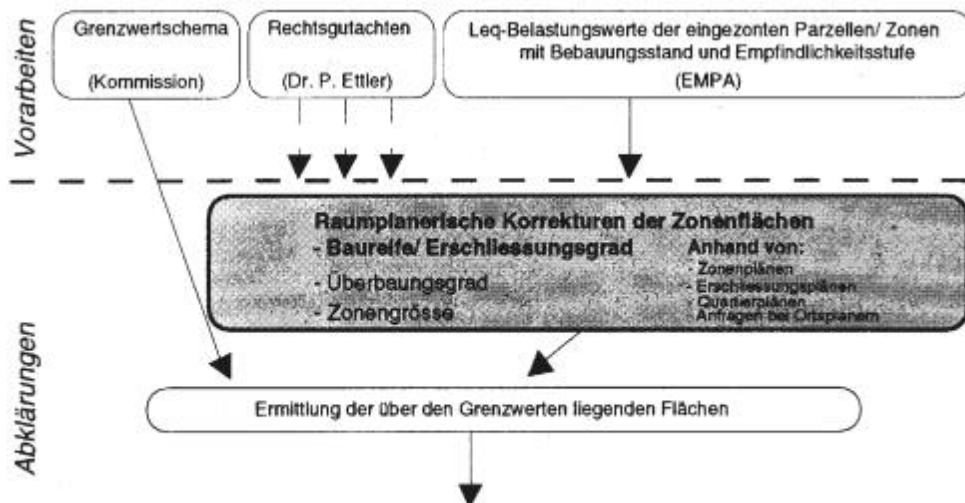 Vorarbeiten
Grenzwertschema
(Kommission)
Rechtsgutachten
(Dr. P. Ettler)
Leq-Belastungswerte der eingezonten Parzellen/ Zonen
mit Bebauungsstand und Empfindlichkeitsstufe
(EMPA)
Abklärungen
Raumplanerische Korrekturen der Zonenflächen
- Baureife/ Erschliessungsgrad
- Überbaungsgrad
- Zonengrösse
Anhand von:
- Zonenplänen
- Erschliessungsplänen
- Quartierplänen
Anfragen bei Ortsplanern
Ermittlung der über den Grenzwerten liegenden Flächen